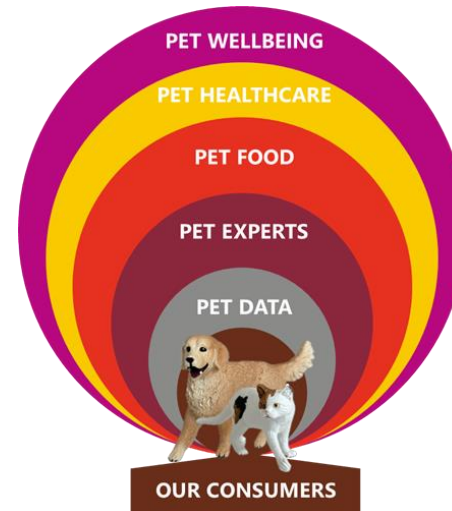 PET WELLBEING
PET HEALTHCARE
PET FOOD
PET EXPERTS
PET DATA
OUR CONSUMERS